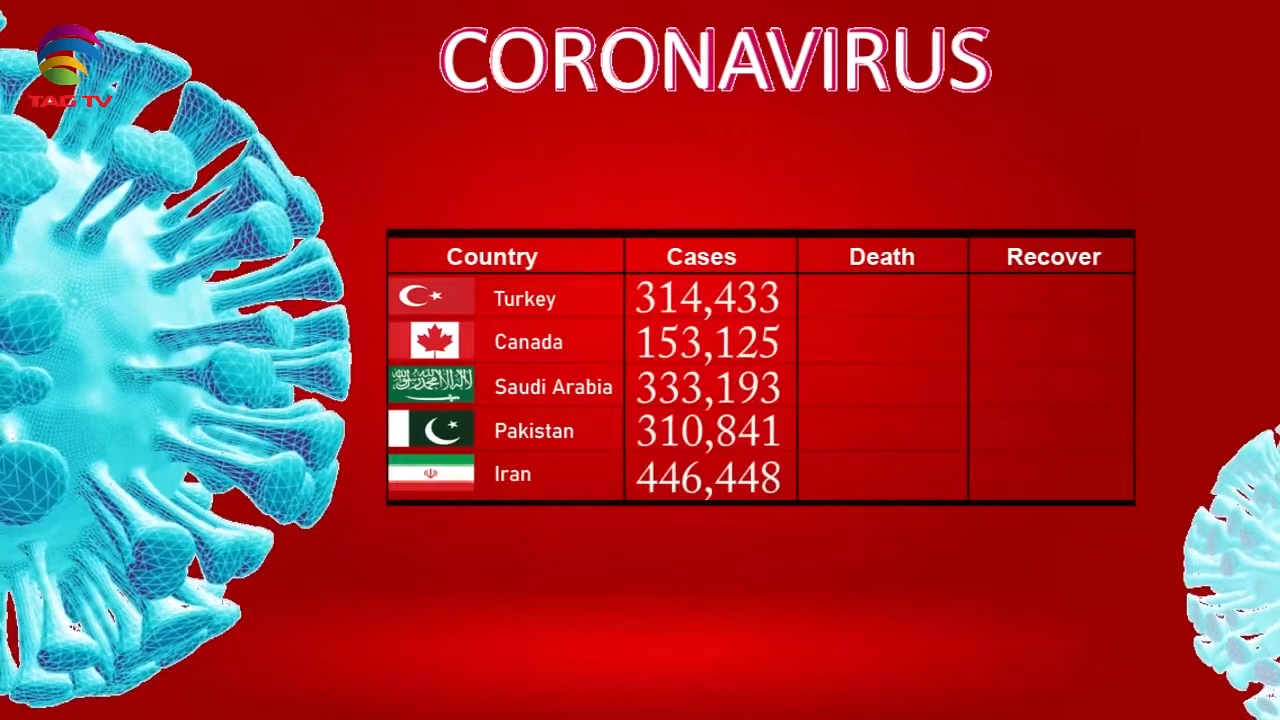 TAG TV
CORONAVIRUS
Country Cases Death Recover
Turkey 314,433
Canada 153,125
Saudi Arabia 333,193
Pakistan 310,841
Iran 446,448